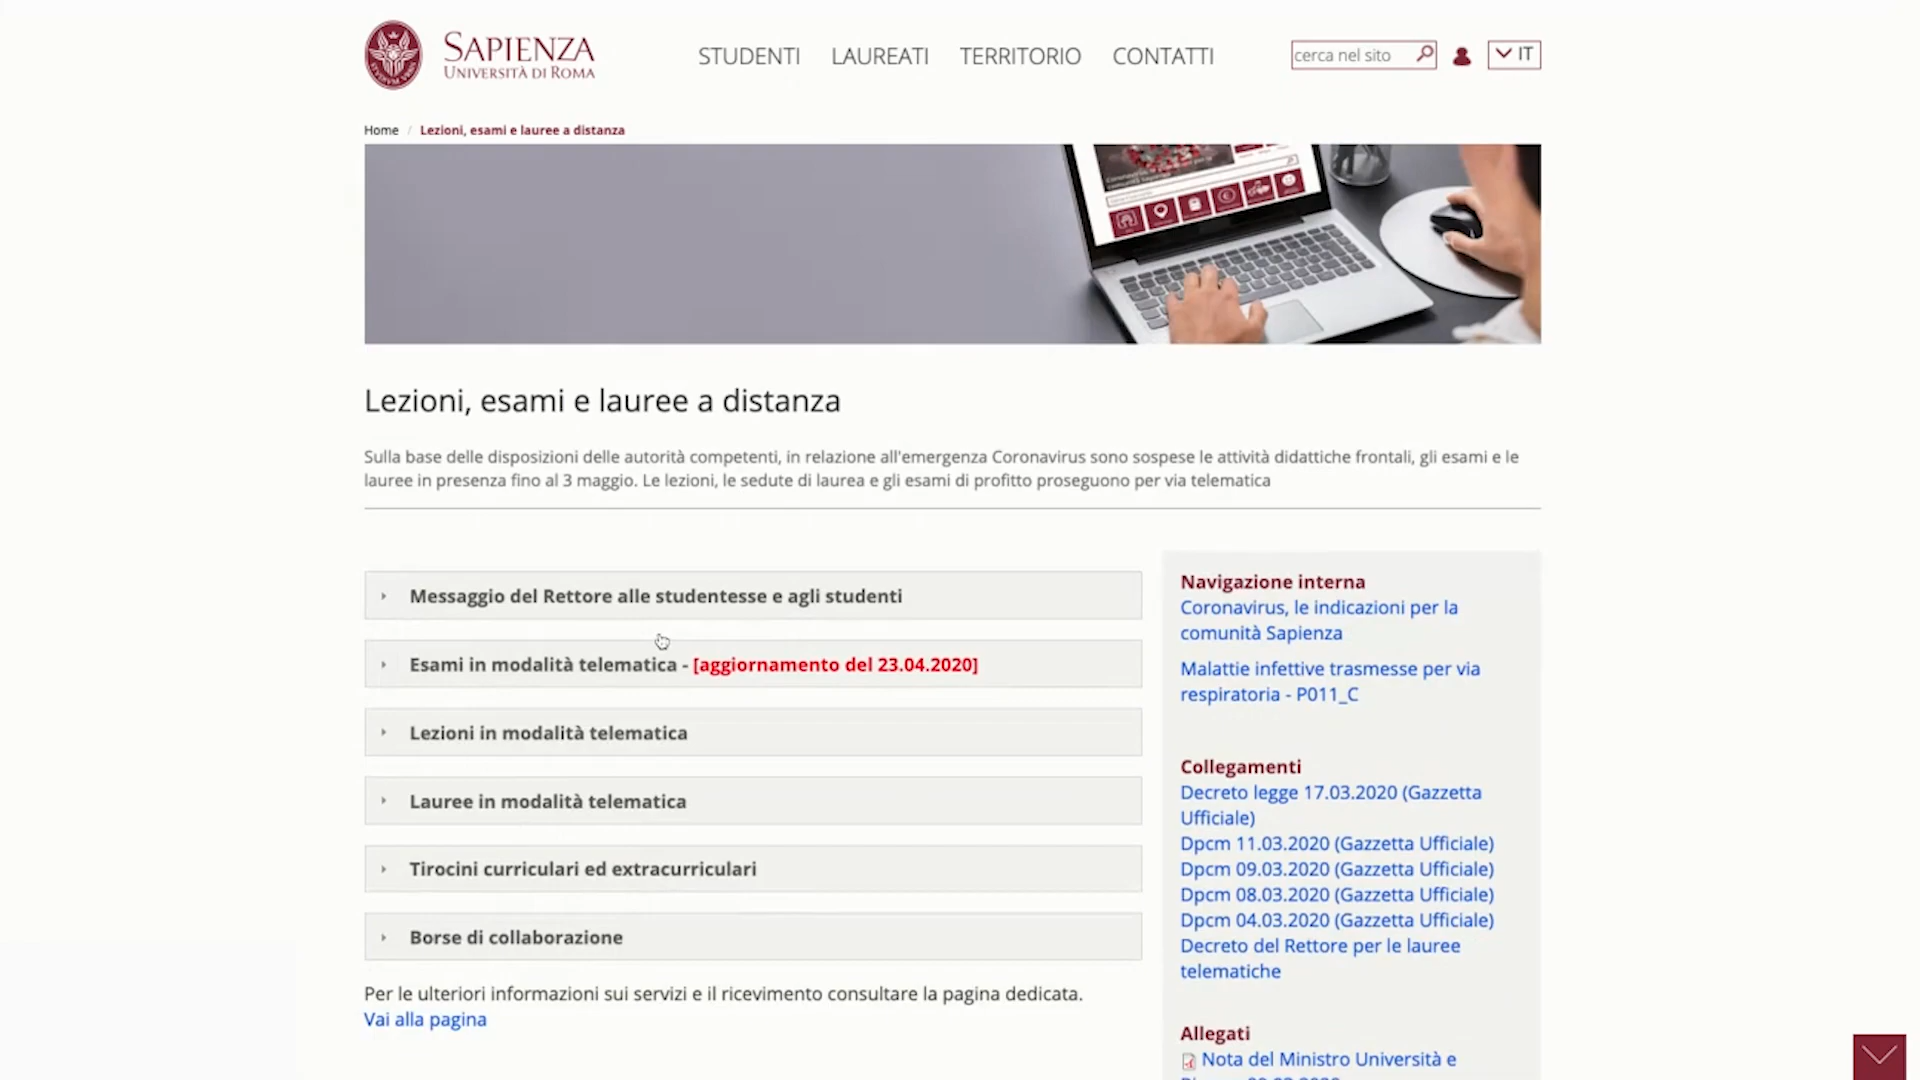 SAPIENZA
UNIVERSITÀ DI ROMA
STUDENTI LAUREATI TERRITORIO CONTATTI
cerca nel sito
IT
Home / Lezioni, esami e lauree a distanza
Lezioni, esami e lauree a distanza
Sulla base delle disposizioni delle autorità competenti, in relazione all'emergenza Coronavirus sono sospese le attività didattiche frontali, gli esami e le
lauree in presenza fino al 3 maggio. Le lezioni, le sedute di laurea e gli esami di profitto proseguono per via telematica
Messaggio del Rettore alle studentesse e agli studenti
Esami in modalità telematica - [aggiornamento del 23.04.2020]
Lezioni in modalità telematica
Lauree in modalità telematica
Tirocini curriculari ed extracurriculari
Borse di collaborazione
Per le ulteriori informazioni sui servizi e il ricevimento consultare la pagina dedicata.
Vai alla pagina
Navigazione interna
Coronavirus, le indicazioni per la
comunità Sapienza
Malattie infettive trasmesse per via
respiratoria - P011_C
Collegamenti
Decreto legge 17.03.2020 (Gazzetta
Ufficiale)
Dpcm 11.03.2020 (Gazzetta Ufficiale)
Dpcm 09.03.2020 (Gazzetta Ufficiale)
Dpcm 08.03.2020 (Gazzetta Ufficiale)
Dpcm 04.03.2020 (Gazzetta Ufficiale)
Decreto del Rettore per le lauree
telematiche
Allegati
Nota del Ministro Università e